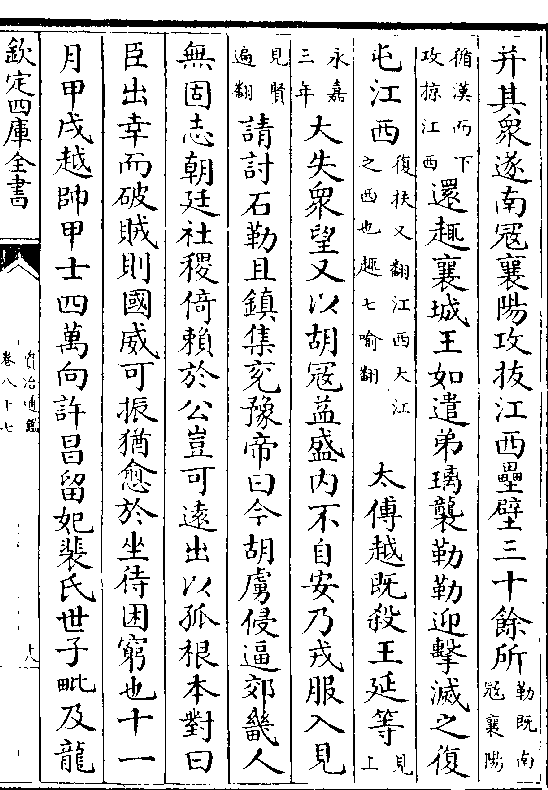 并其衆遂南冦襄陽攻拔江西壘壁三十餘所勒既南冦襄陽
循漢而下攻掠江西還趣襄城王如遣弟璃襲勒勒迎擊滅之復
屯江西復扶又翻江西大江之西也趣七喻翻 太傅越既殺王延等見上
永嘉三年大失衆望又以胡冦益盛内不自安乃戎服入見
見賢遍翻請討石勒且鎮集兖豫帝曰今胡虜侵逼郊畿人
無固志朝廷社稷倚賴於公豈可遠出以孤根本對曰
臣出幸而破賊則國威可振猶愈於坐待困窮也十一
月甲戌越帥甲士四萬向許昌留妃裴氏世子毗及龍
欽定四庫全書
資治通鑑
卷八十七
十八